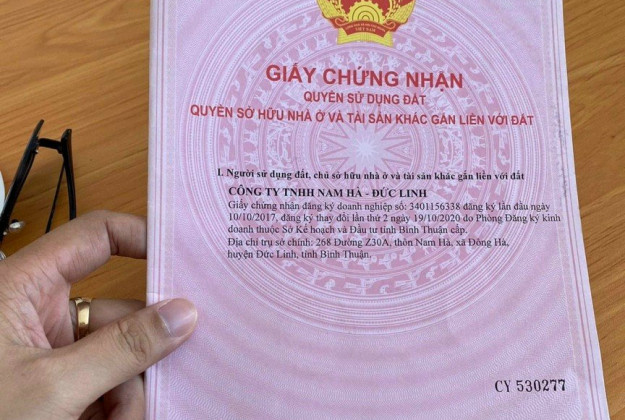 GIẤY CHỨNG NHẬN
QUYỀN SỬ DỤNG ĐẤT
QUYỀN SỞ HỮU NHÀ Ở VÀ TÀI SẢN KHÁC GẮN LIỀN VỚI ĐẤT
I. Người sử dụng đất, chủ sở hữu nhà ở và tài sản khác gắn liền với đất
CÔNG TY TNHH NAM HÀ - ĐỨC LINH
Giấy chứng nhận đăng ký doanh nghiệp số: 3401156338 đăng ký lần đầu ngày
10/10/2017, đăng ký thay đổi lần thứ 2 ngày 19/10/2020 do Phòng Đăng ký kinh
doanh thuộc Sở Kế hoạch và Đầu tư tỉnh Bình Thuận cấp.
Địa chỉ trụ sở chính: 268 Đường Z30A, thôn Nam Hà, xã Đông Hà,
huyện Đức Linh, tỉnh Bình Thuận.
CY 530277